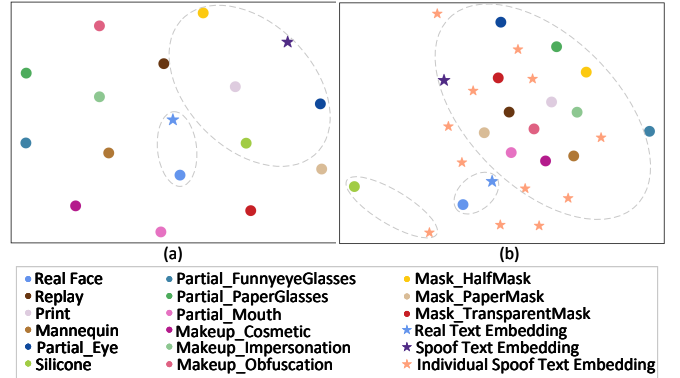 (a) (b)
Real Face Partial_FunnyeyeGlasses Mask_HalfMask
Replay Partial_PaperGlasses Mask_PaperMask
Print Partial_Mouth Mask_TransparentMask
Mannequin Makeup_Cosmetic Real Text Embedding
Partial_Eye Makeup_Impersonation Spoof Text Embedding
Silicone Makeup_Obfuscation Individual Spoof Text Embedding